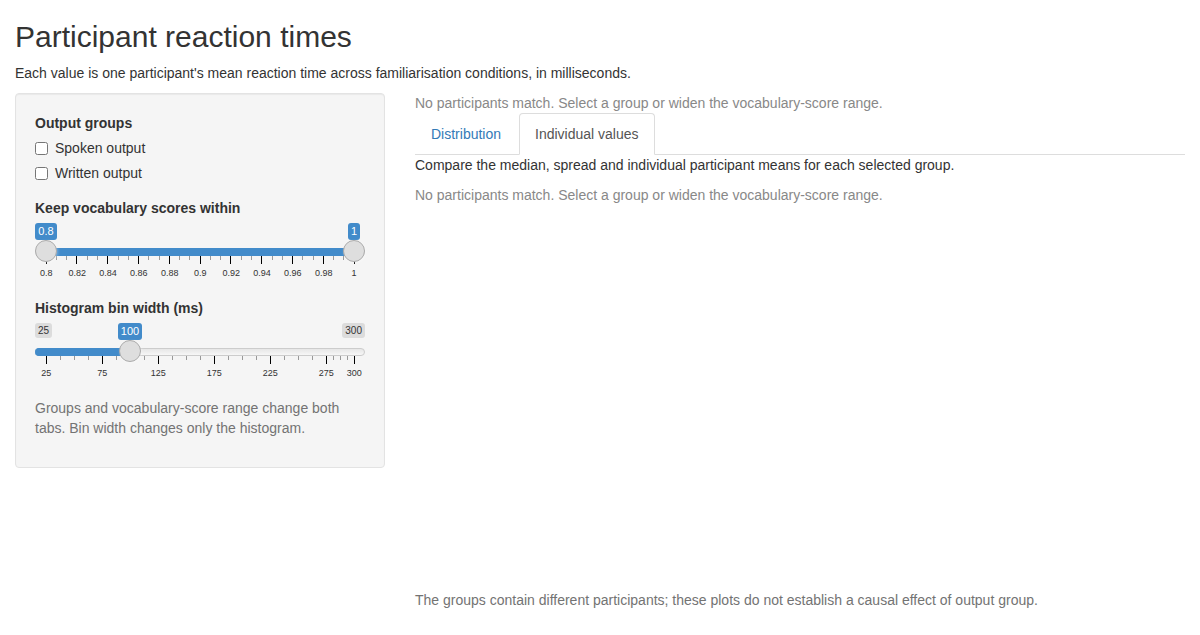 Participant reaction times
Each value is one participant's mean reaction time across familiarisation conditions, in milliseconds.
Output groups
Spoken output
Written output
Keep vocabulary scores within
0.8 1
0.8 0.82 0.84 0.86 0.88 0.9 0.92 0.94 0.96 0.98 1
Histogram bin width (ms)
25 100 300
25 75 125 175 225 275 300
Groups and vocabulary-score range change both
tabs. Bin width changes only the histogram.
No participants match. Select a group or widen the vocabulary-score range.
Distribution Individual values
Compare the median, spread and individual participant means for each selected group.
No participants match. Select a group or widen the vocabulary-score range.
The groups contain different participants; these plots do not establish a causal effect of output group.